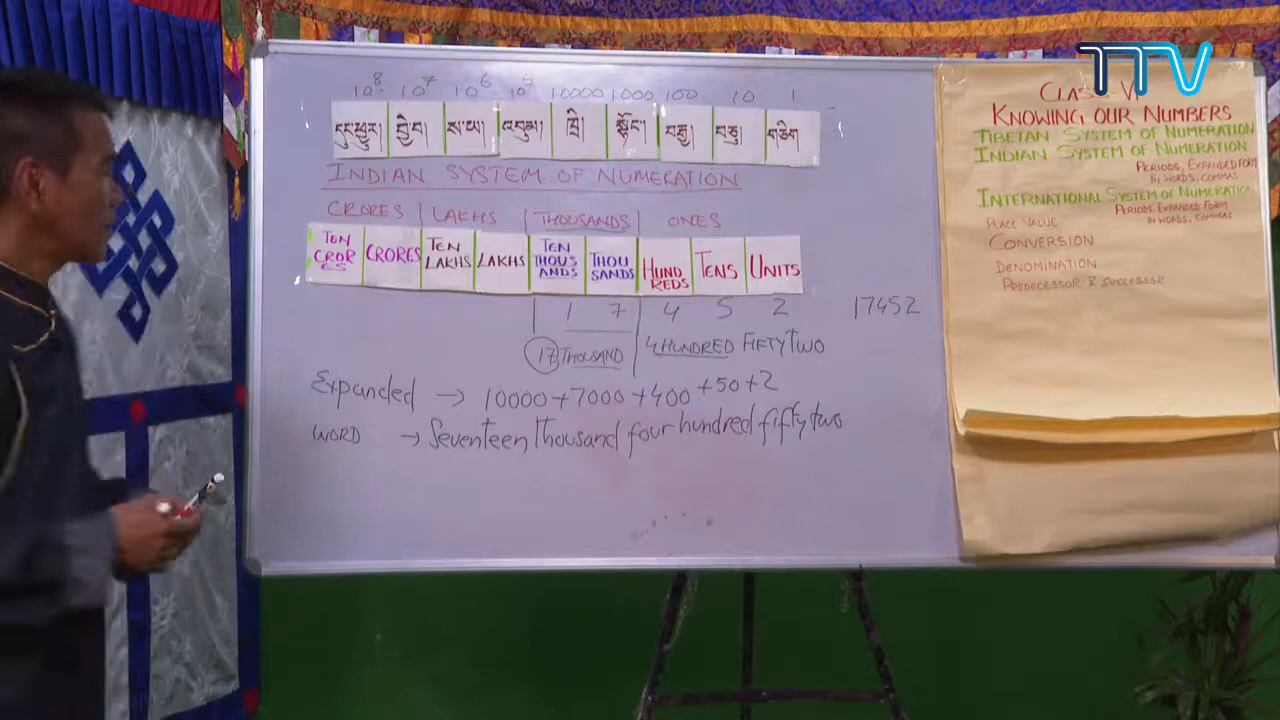 TTV
10⁸ 10⁷ 10⁶ 10⁵ 10000 1000 100 10 1
དུང་ཕྱུར། བྱེ་བ། ས་ཡ། འབུམ། ཁྲི། སྟོང་། བརྒྱ། བཅུ། གཅིག
INDIAN SYSTEM OF NUMERATION
CRORES LAKHS THOUSANDS ONES
TEN CRORES CRORES TEN LAKHS LAKHS TEN THOUSANDS THOUSANDS HUNDREDS TENS UNITS
1 7 4 5 2 17452
17 THOUSAND 4 HUNDRED FIFTY TWO
Expanded → 10000+7000+400+50+2
WORD → Seventeen thousand four hundred fifty two
CLASS VI
KNOWING OUR NUMBERS
TIBETAN SYSTEM OF NUMERATION
INDIAN SYSTEM OF NUMERATION
PERIODS, EXPANDED FORM
IN WORDS, COMMAS
INTERNATIONAL SYSTEM OF NUMERATION
PERIODS, EXPANDED FORM
IN WORDS, COMMAS
PLACE VALUE
CONVERSION
DENOMINATION
PREDECESSOR & SUCCESSOR